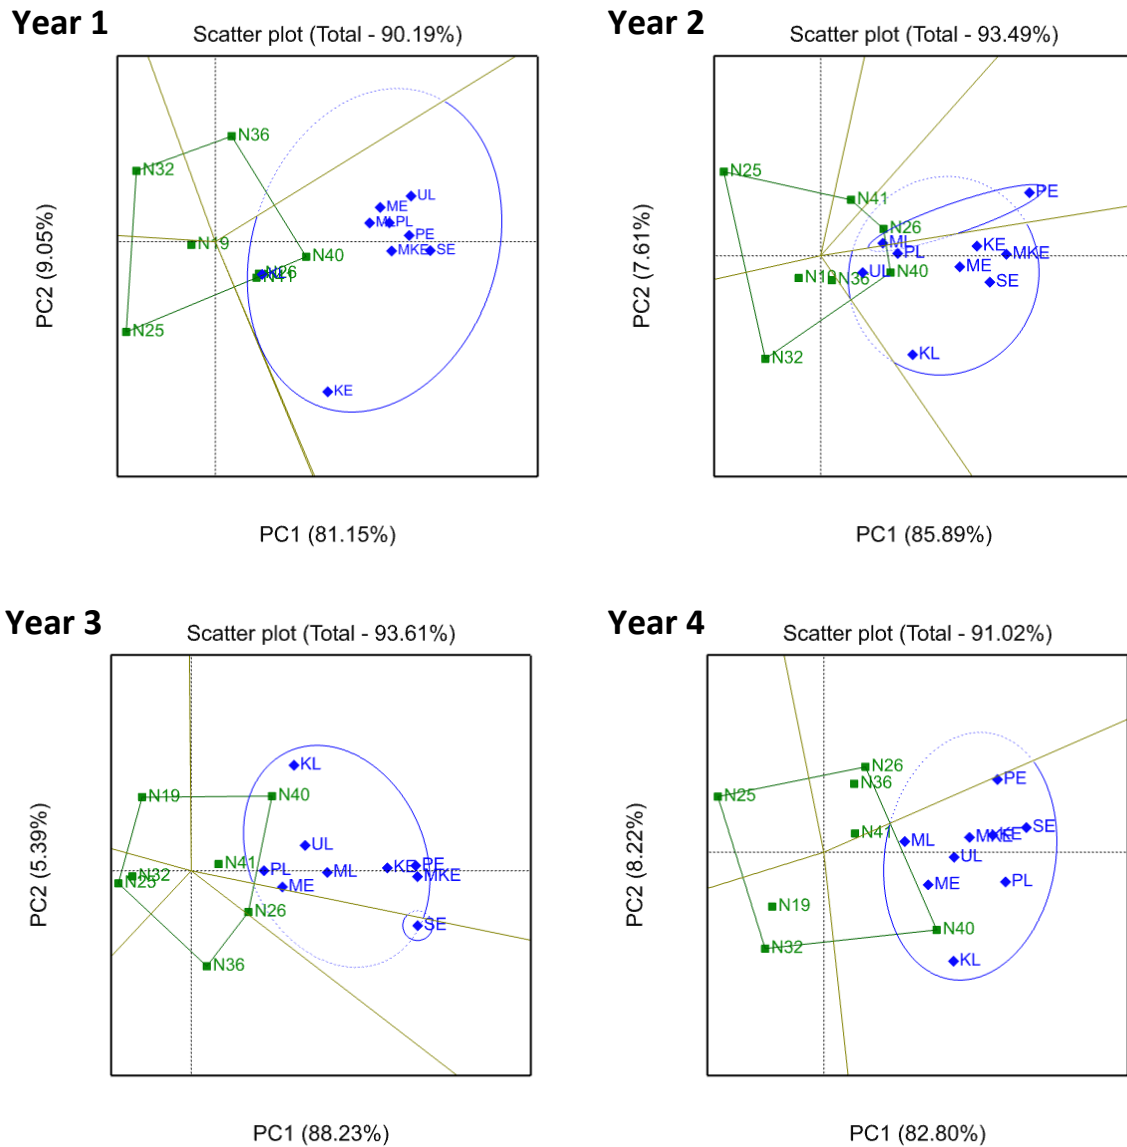 Year 1
Scatter plot (Total - 90.19%)
N36
N32
UL
ME
ML
PL
PE
N19
MKE
SE
N40
N26
KL
N41
N25
KE
PC2 (9.05%)
PC1 (81.15%)
Year 2
Scatter plot (Total - 93.49%)
N25
PE
N41
N26
ML
KE
PL
MKE
ME
UL
N40
N19
N36
SE
KL
N32
PC2 (7.61%)
PC1 (85.89%)
Year 3
Scatter plot (Total - 93.61%)
KL
N19
N40
UL
N41
PE
KE
PL
ML
MKE
N32
N25
ME
N26
SE
N36
PC2 (5.39%)
PC1 (88.23%)
Year 4
Scatter plot (Total - 91.02%)
N26
PE
N36
N25
SE
N41
MKE
KE
ML
UL
PL
ME
N19
N40
N32
KL
PC2 (8.22%)
PC1 (82.80%)